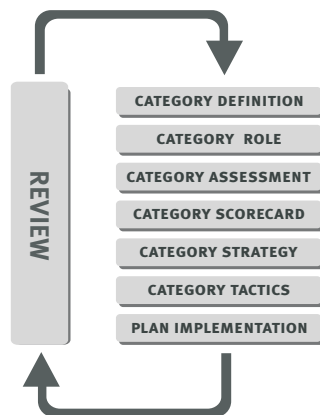 REVIEW
CATEGORY DEFINITION
CATEGORY ROLE
CATEGORY ASSESSMENT
CATEGORY SCORECARD
CATEGORY STRATEGY
CATEGORY TACTICS
PLAN IMPLEMENTATION